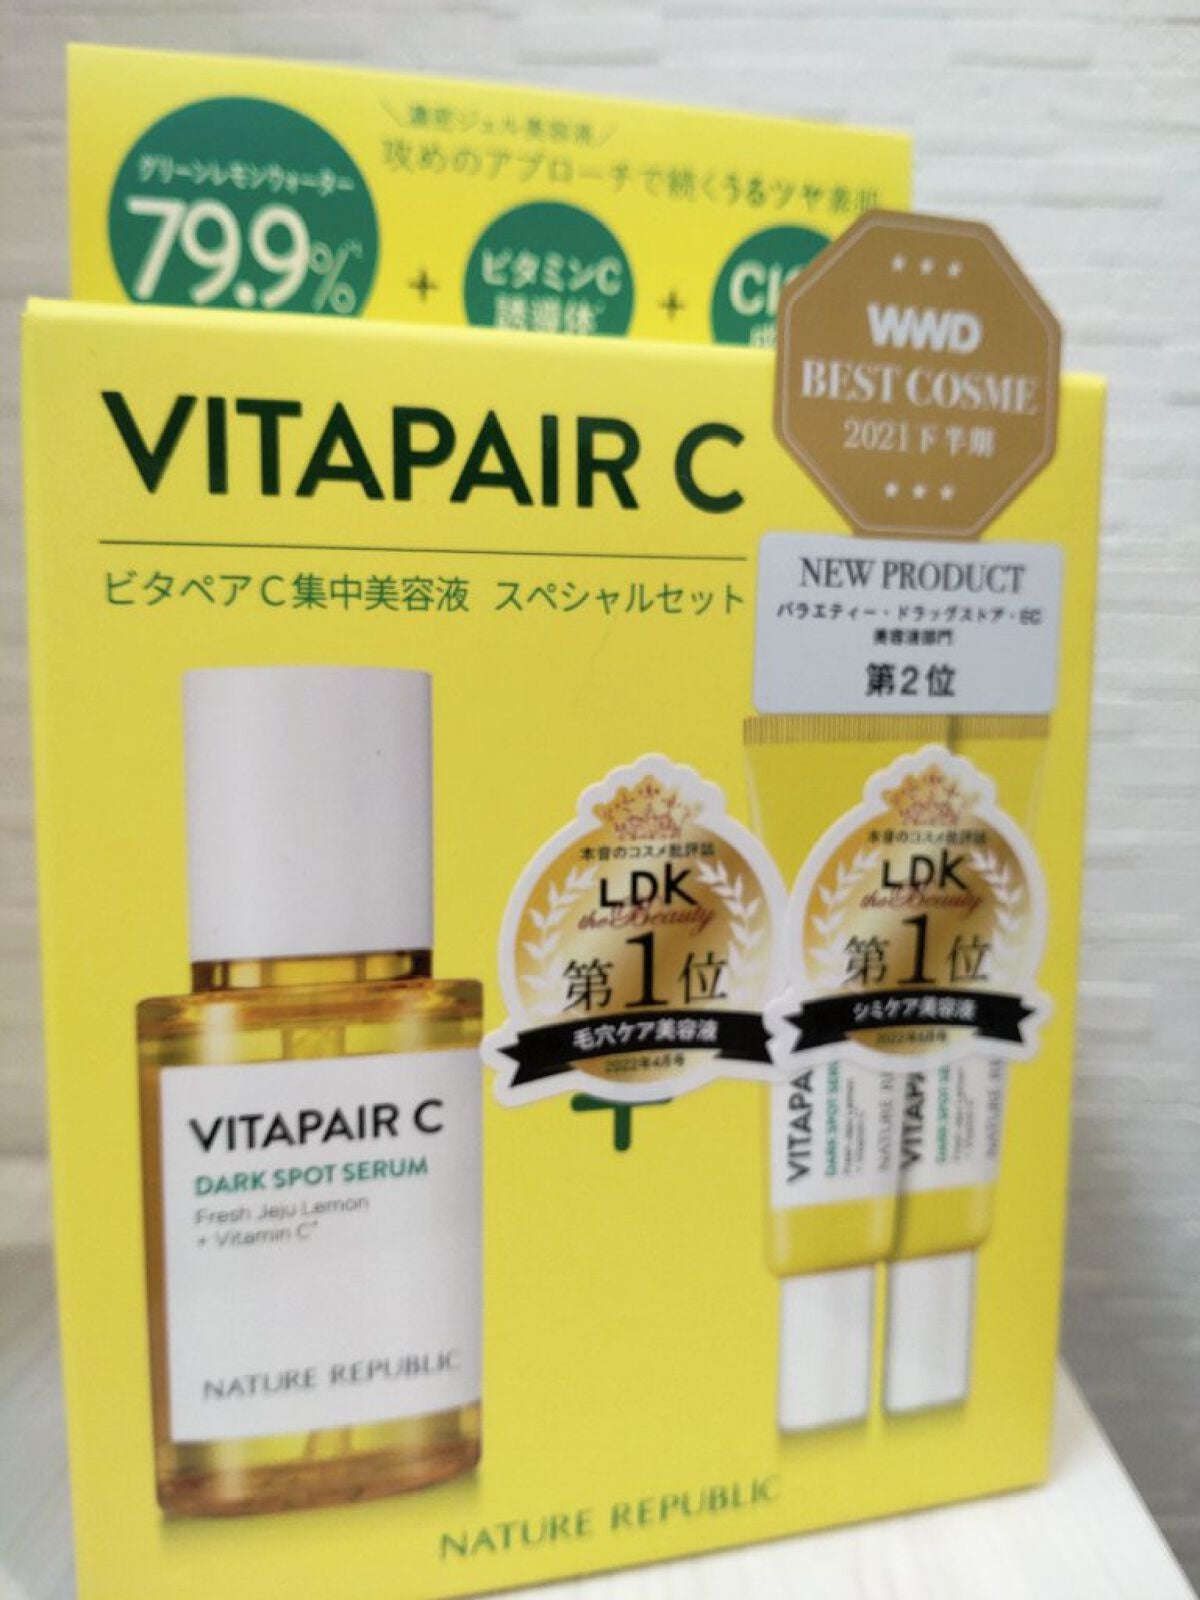 ＼濃密ジェル美容液／
攻めのアプローチで続くうるツヤ素肌
グリーンレモンウォーター
79.9%
+
ビタミンC
誘導体
+
WWD
BEST COSME
2021下半期
NEW PRODUCT
バラエティー・ドラッグストア・EC
美容液部門
第2位
VITAPAIR C
ビタペアC集中美容液 スペシャルセット
本音のコスメ批評誌
LDK
the Beauty
第1位
毛穴ケア美容液
2022年4月号
本音のコスメ批評誌
LDK
the Beauty
第1位
シミケア美容液
VITAPAIR C
DARK SPOT SERUM
Fresh Jeju Lemon
+ Vitamin C*
NATURE REPUBLIC
NATURE REPUBLIC